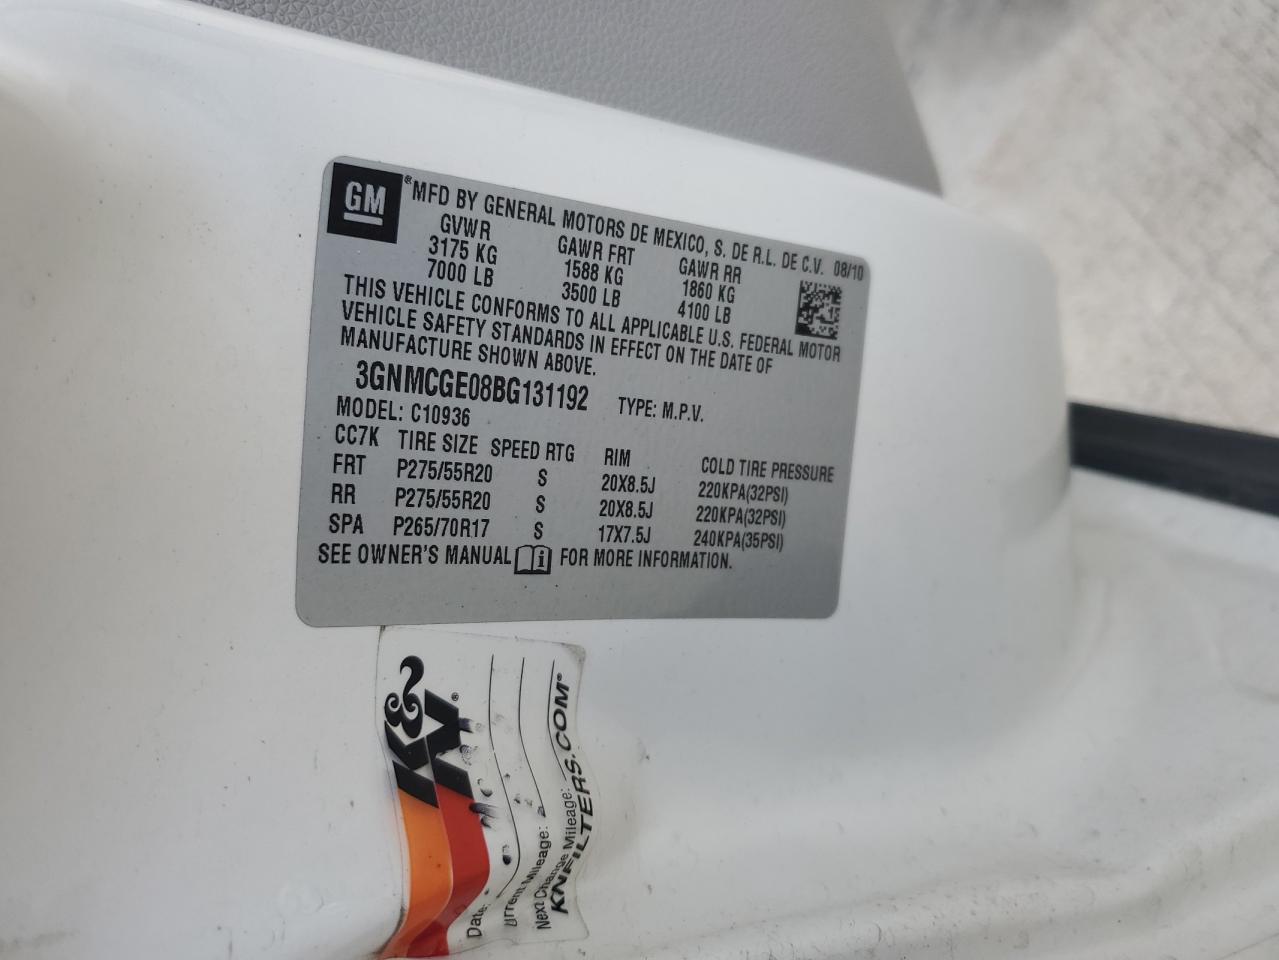 GM
® MFD BY GENERAL MOTORS DE MEXICO, S. DE R.L. DE C.V. 08/10
GVWR GAWR FRT GAWR RR
3175 KG 1588 KG 1860 KG
7000 LB 3500 LB 4100 LB
THIS VEHICLE CONFORMS TO ALL APPLICABLE U.S. FEDERAL MOTOR
VEHICLE SAFETY STANDARDS IN EFFECT ON THE DATE OF
MANUFACTURE SHOWN ABOVE.
3GNMCGE08BG131192 TYPE: M.P.V.
MODEL: C10936
CC7K TIRE SIZE SPEED RTG RIM COLD TIRE PRESSURE
FRT P275/55R20 S 20X8.5J 220KPA(32PSI)
RR P275/55R20 S 20X8.5J 220KPA(32PSI)
SPA P265/70R17 S 17X7.5J 240KPA(35PSI)
SEE OWNER'S MANUAL FOR MORE INFORMATION.
K&N®
Date:
urrent Mileage:
Next Change Mileage:
KNFILTERS.COM®